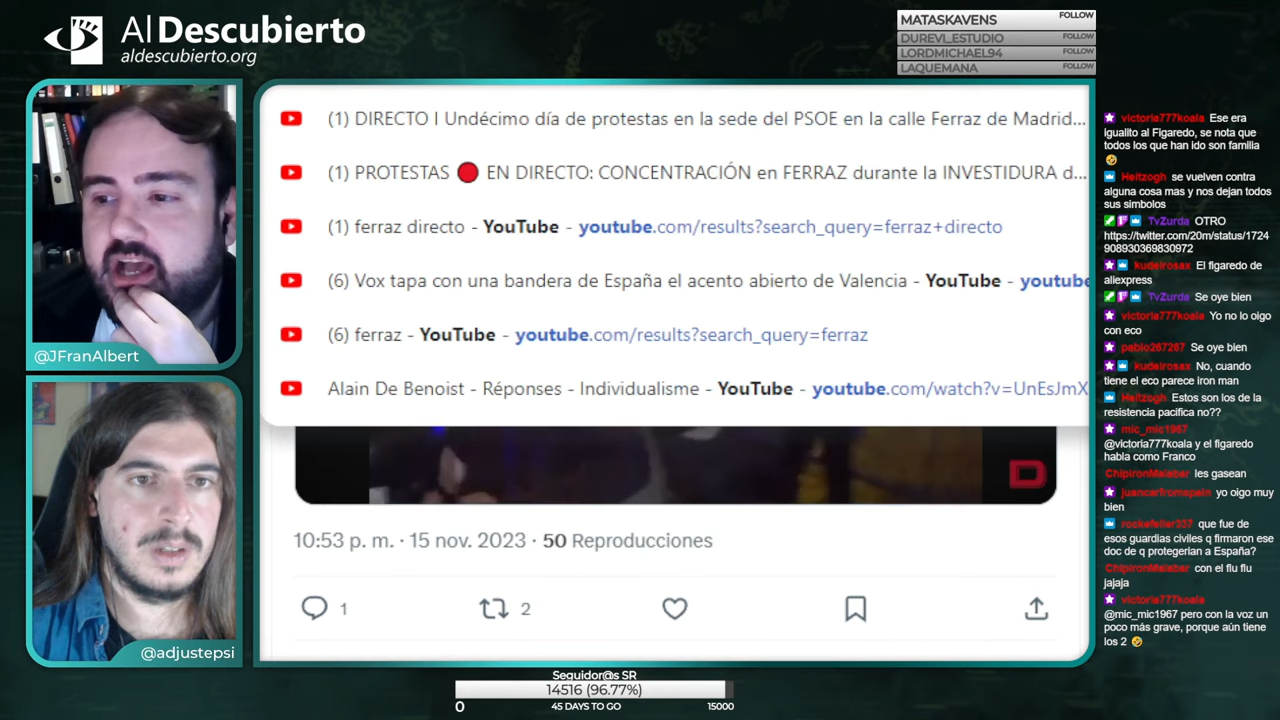 Al Descubierto
aldescubierto.org
MATASKAVENS FOLLOW
DUREVI_ESTUDIO FOLLOW
LORDMICHAEL94 FOLLOW
LAQUEMANA FOLLOW
@JFranAlbert
@adjustepsi
(1) DIRECTO I Undécimo día de protestas en la sede del PSOE en la calle Ferraz de Madrid...
(1) PROTESTAS 🔴 EN DIRECTO: CONCENTRACIÓN en FERRAZ durante la INVESTIDURA d...
(1) ferraz directo - YouTube - youtube.com/results?search_query=ferraz+directo
(6) Vox tapa con una bandera de España el acento abierto de Valencia - YouTube - youtube
(6) ferraz - YouTube - youtube.com/results?search_query=ferraz
Alain De Benoist - Réponses - Individualisme - YouTube - youtube.com/watch?v=UnEsJmX
D
10:53 p. m. · 15 nov. 2023 · 50 Reproducciones
1 2
victoria777koala Ese era
igualito al Figaredo, se nota que
todos los que han ido son familia
🤣
Heitzogh se vuelven contra
alguna cosa mas y nos dejan todos
sus simbolos
TvZurda OTRO
https://twitter.com/20m/status/1724
908930369830972
kudeirosax El figaredo de
aliexpress
TvZurda Se oye bien
victoria777koala Yo no lo oigo
con eco
pablo267267 Se oye bien
kudeirosax No, cuando
tiene el eco parece iron man
Heitzogh Estos son los de la
resistencia pacifica no??
mic_mic1967
@victoria777koala y el figaredo
habla como Franco
ChipironMalabar les gasean
juancarfromspain yo oigo muy
bien
rockefeller337 que fue de
esos guardias civiles q firmaron ese
doc de q protegerian a España?
ChipironMalabar con el flu flu
jajaja
victoria777koala
@mic_mic1967 pero con la voz un
poco más grave, porque aún tiene
los 2 🤣
Seguidor@s SR
14516 (96.77%)
0 45 DAYS TO GO 15000